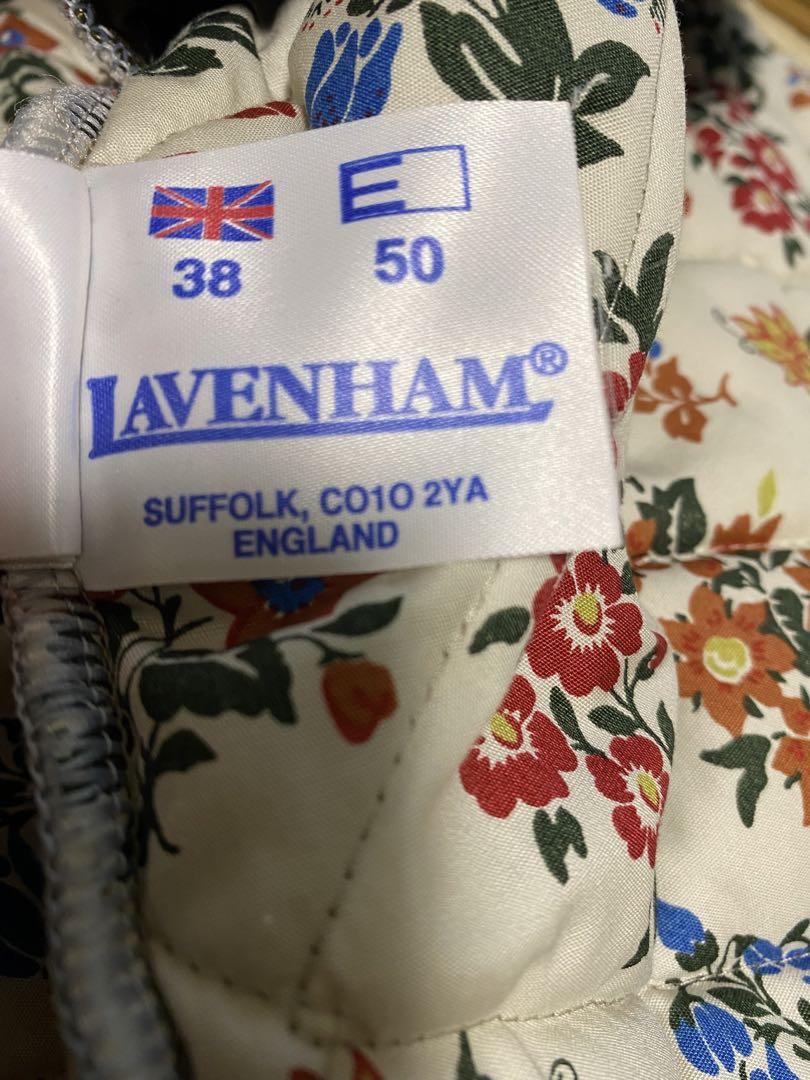 38
50
LAVENHAM®
SUFFOLK, CO1O 2YA
ENGLAND